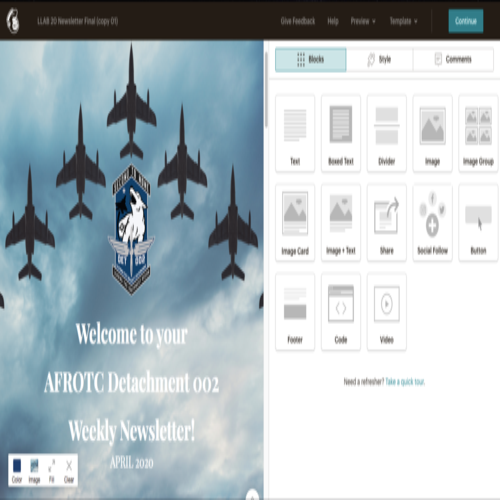 LLAB 20 Newsletter Final (copy 01)
Give Feedback
Help
Preview
Template
Continue
Blocks
Style
Comments
Text
Boxed Text
Divider
Image
Image Group
Image Card
Image + Text
Share
Social Follow
Button
Footer
Code
Video
Need a refresher? Take a quick tour.
DET 002
Welcome to your
AFROTC Detachment 002
Weekly Newsletter!
APRIL 2020
Color
Image
Fill
Clear